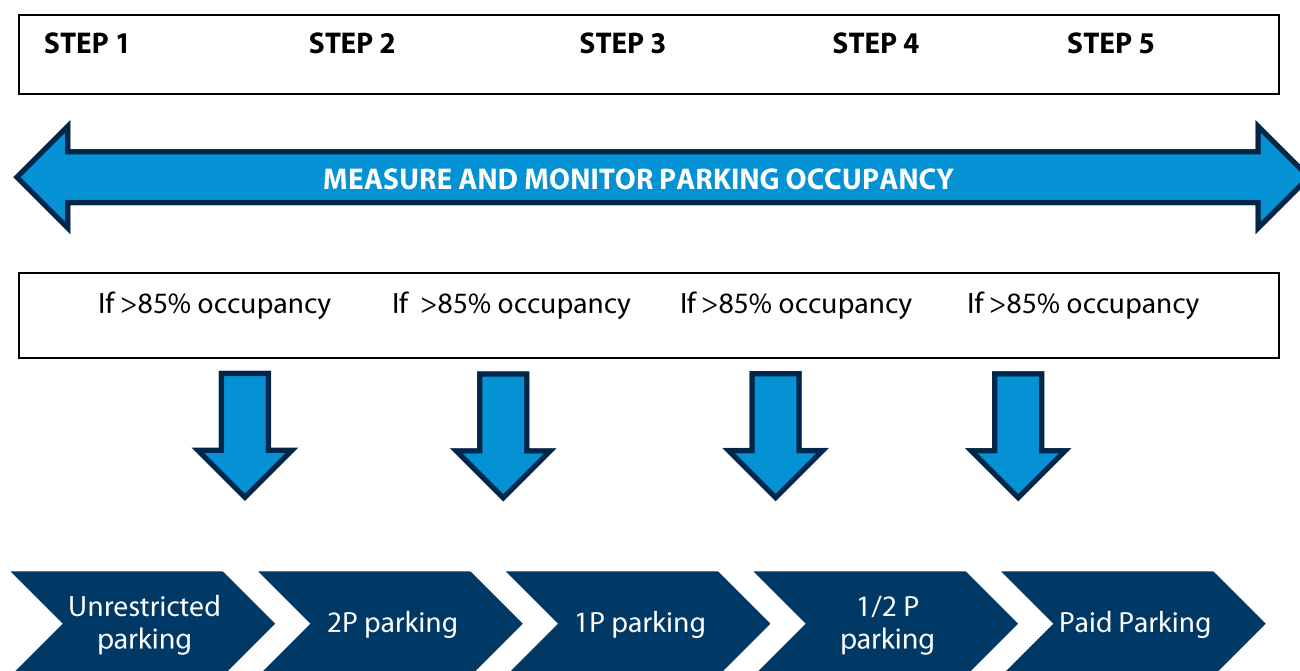 STEP 1 STEP 2 STEP 3 STEP 4 STEP 5
MEASURE AND MONITOR PARKING OCCUPANCY
If >85% occupancy If  >85% occupancy If >85% occupancy If >85% occupancy
Unrestricted
parking
2P parking
1P parking
1/2 P
parking
Paid Parking